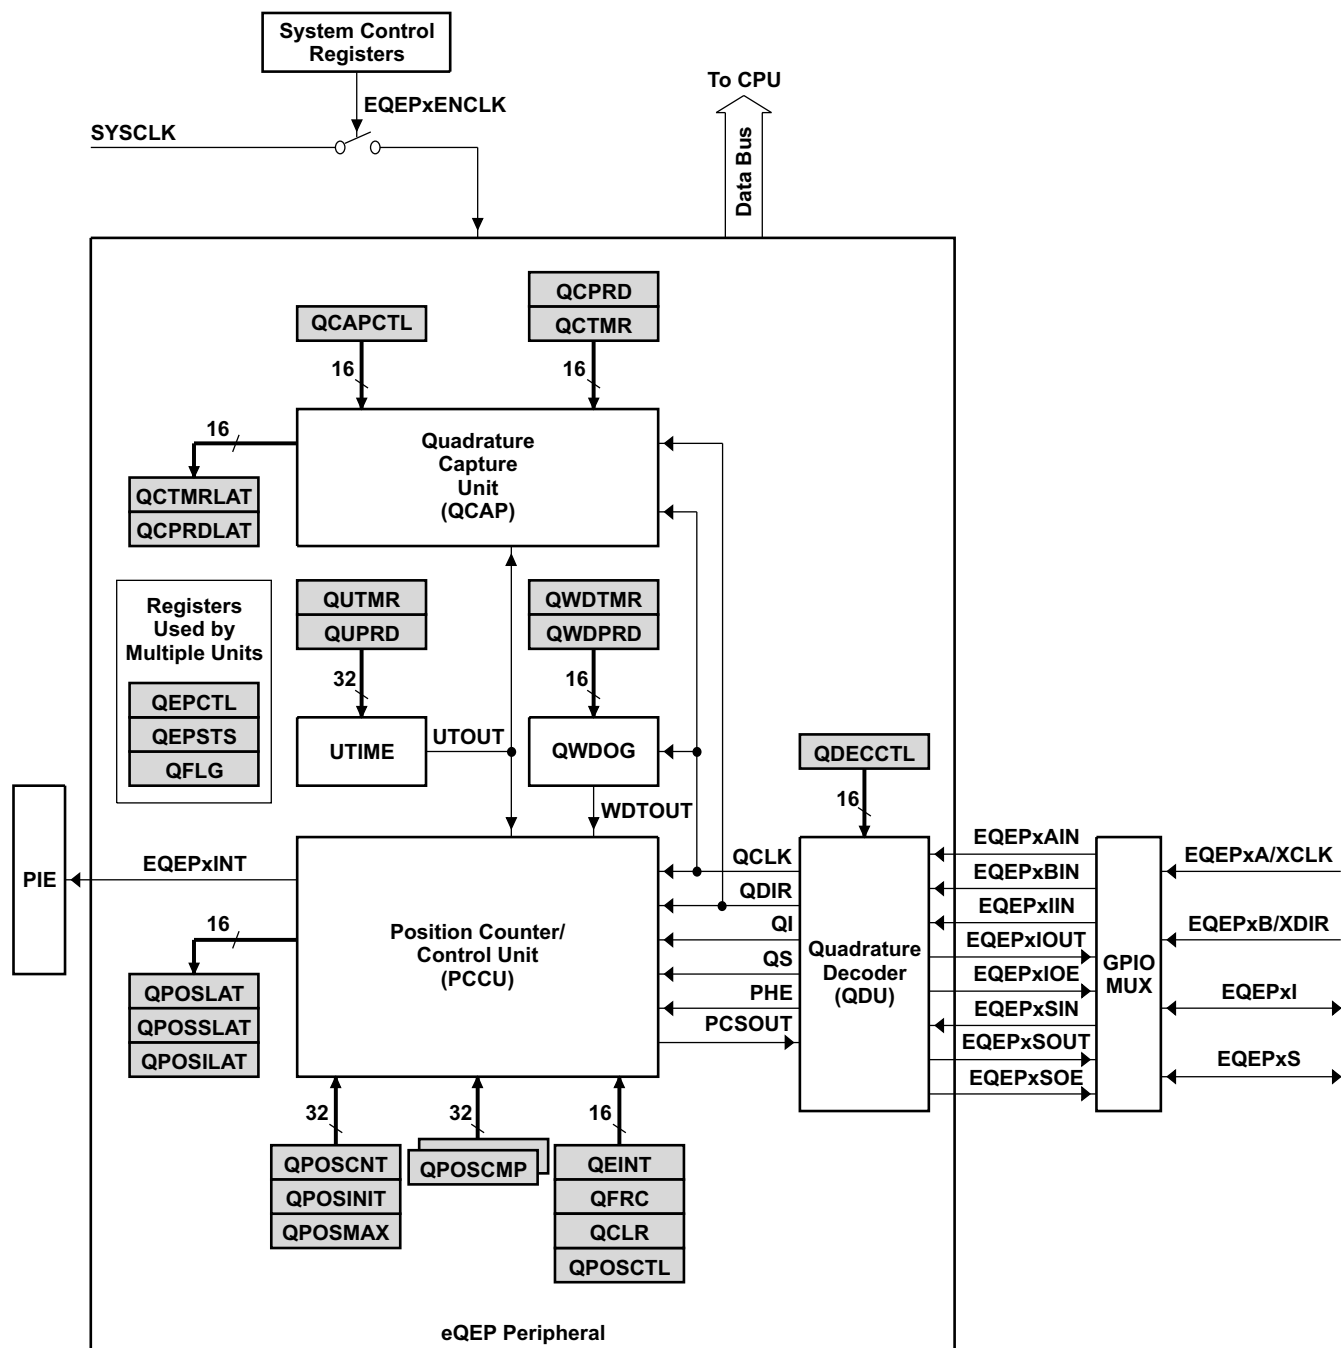 System Control
Registers
To CPU
EQEPxENCLK
SYSCLK
Data Bus
QCPRD
QCAPCTL
QCTMR
16
16
16
Quadrature
Capture
Unit
(QCAP)
QCTMRLAT
QCPRDLAT
Registers
Used by
Multiple Units
QEPCTL
QEPSTS
QFLG
QUTMR
QUPRD
QWDTMR
QWDPRD
32
16
UTIME
UTOUT
QWDOG
QDECCTL
WDTOUT
16
PIE
EQEPxINT
16
Position Counter/
Control Unit
(PCCU)
QCLK
QDIR
QI
QS
PHE
PCSOUT
Quadrature
Decoder
(QDU)
EQEPxAIN
EQEPxBIN
EQEPxIIN
EQEPxIOUT
EQEPxIOE
EQEPxSIN
EQEPxSOUT
EQEPxSOE
GPIO
MUX
EQEPxA/XCLK
EQEPxB/XDIR
EQEPxI
EQEPxS
QPOSLAT
QPOSSLAT
QPOSILAT
32
32
16
QPOSCNT
QPOSINIT
QPOSMAX
QPOSCMP
QEINT
QFRC
QCLR
QPOSCTL
eQEP Peripheral